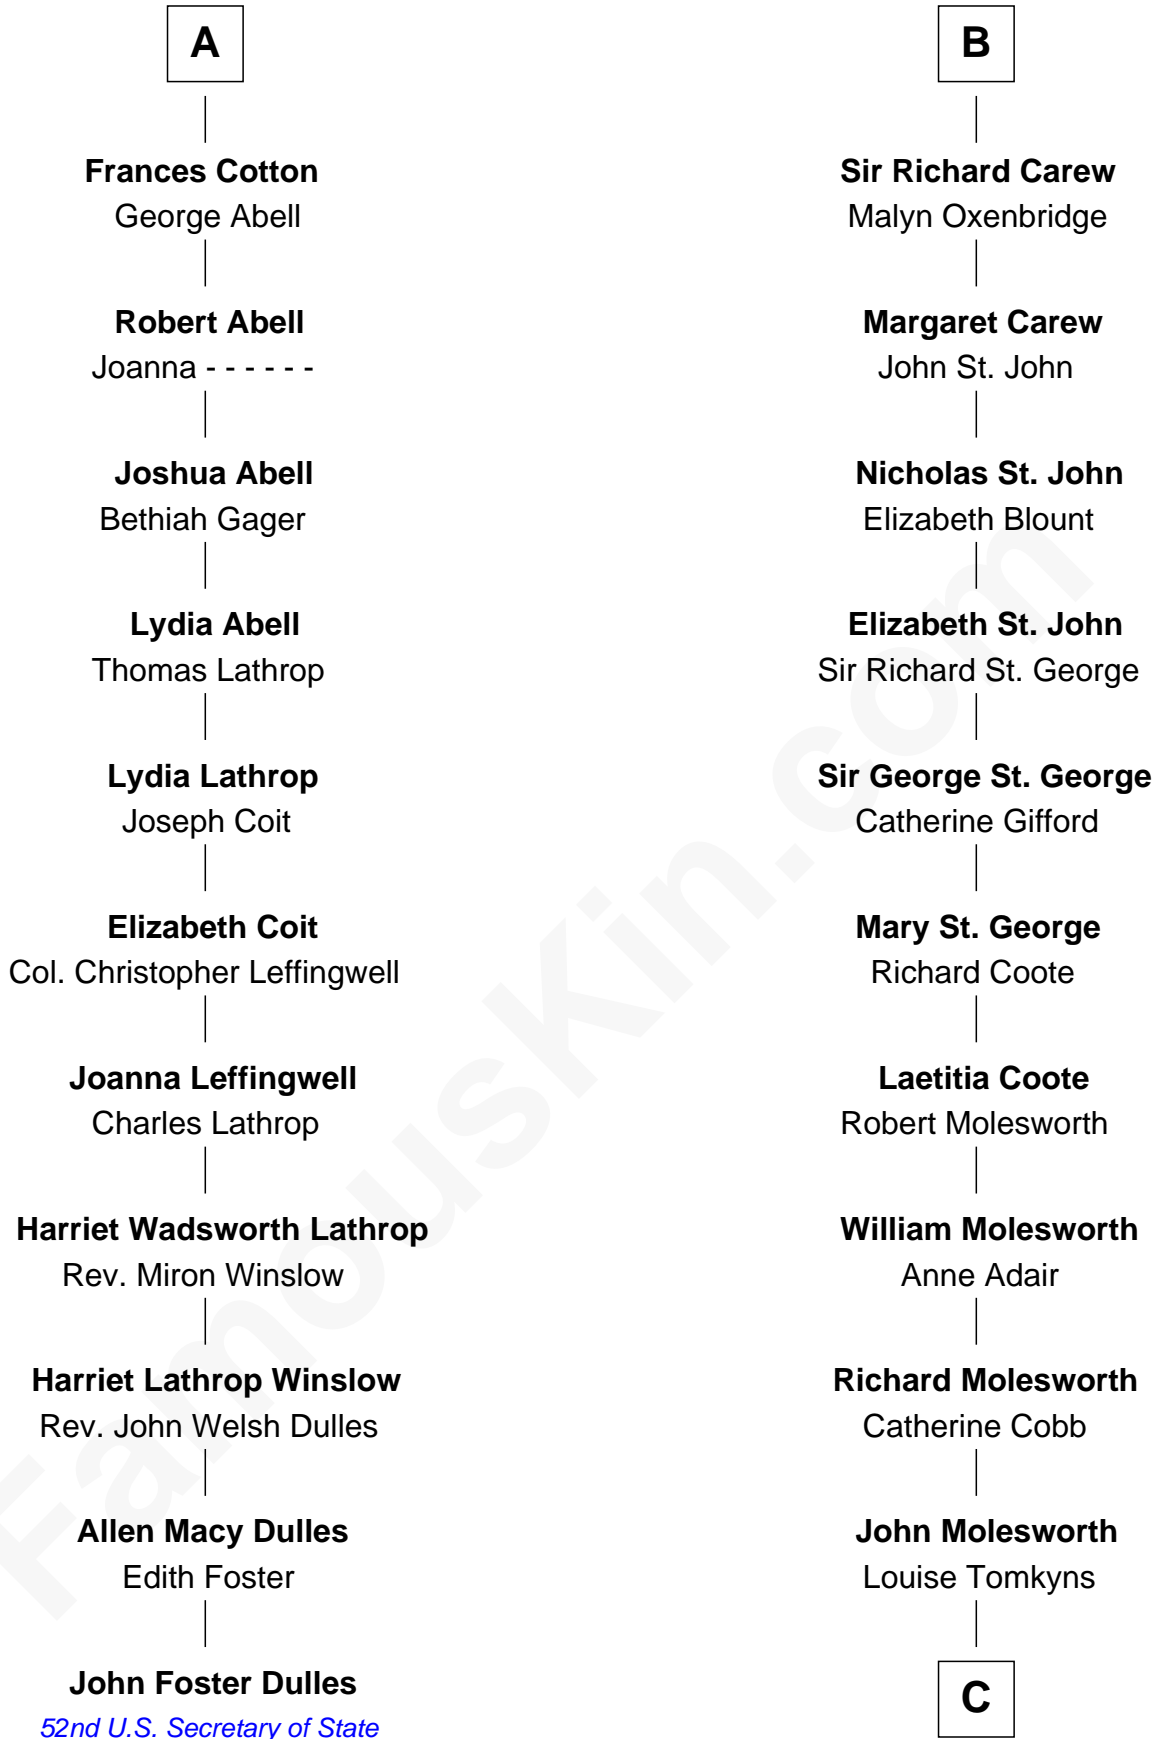 A
Frances Cotton
George Abell
Robert Abell
Joanna - - - - - -
Joshua Abell
Bethiah Gager
Lydia Abell
Thomas Lathrop
Lydia Lathrop
Joseph Coit
Elizabeth Coit
Col. Christopher Leffingwell
Joanna Leffingwell
Charles Lathrop
Harriet Wadsworth Lathrop
Rev. Miron Winslow
Harriet Lathrop Winslow
Rev. John Welsh Dulles
Allen Macy Dulles
Edith Foster
John Foster Dulles
52nd U.S. Secretary of State
B
Sir Richard Carew
Malyn Oxenbridge
Margaret Carew
John St. John
Nicholas St. John
Elizabeth Blount
Elizabeth St. John
Sir Richard St. George
Sir George St. George
Catherine Gifford
Mary St. George
Richard Coote
Laetitia Coote
Robert Molesworth
William Molesworth
Anne Adair
Richard Molesworth
Catherine Cobb
John Molesworth
Louise Tomkyns
C
FamousKin.com